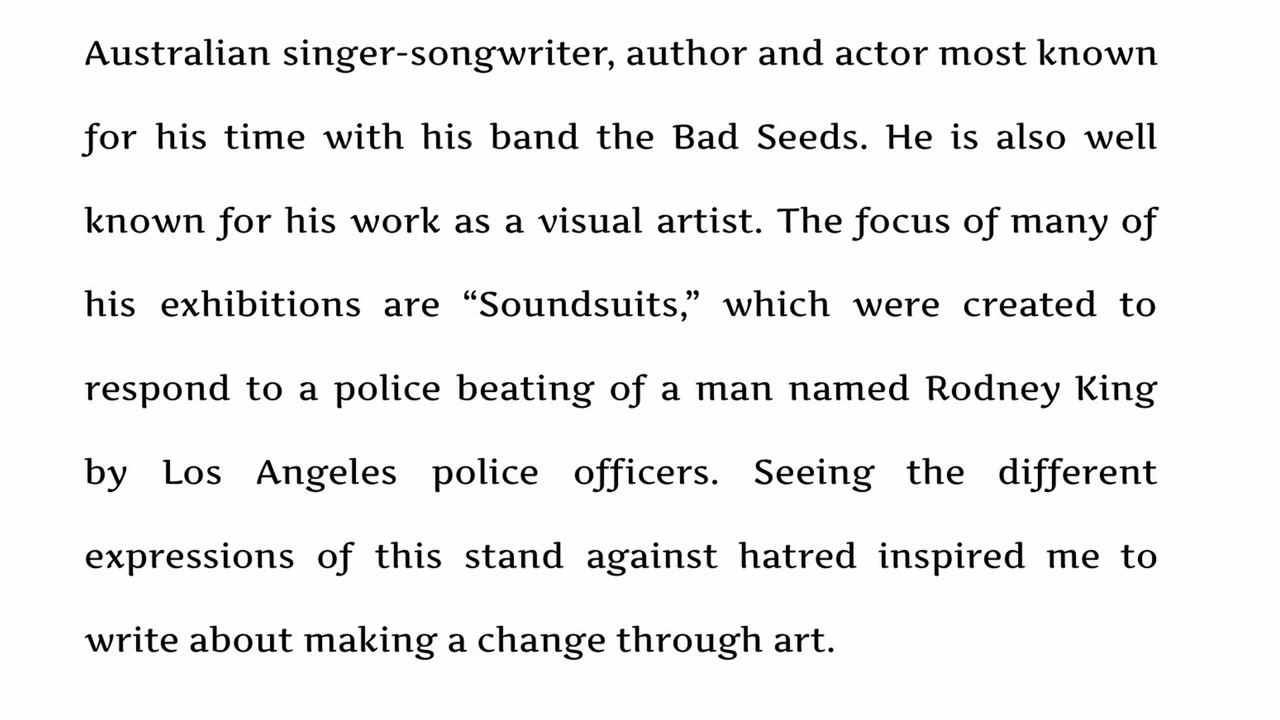 Australian singer-songwriter, author and actor most known
for his time with his band the Bad Seeds. He is also well
known for his work as a visual artist. The focus of many of
his exhibitions are “Soundsuits,” which were created to
respond to a police beating of a man named Rodney King
by Los Angeles police officers. Seeing the different
expressions of this stand against hatred inspired me to
write about making a change through art.